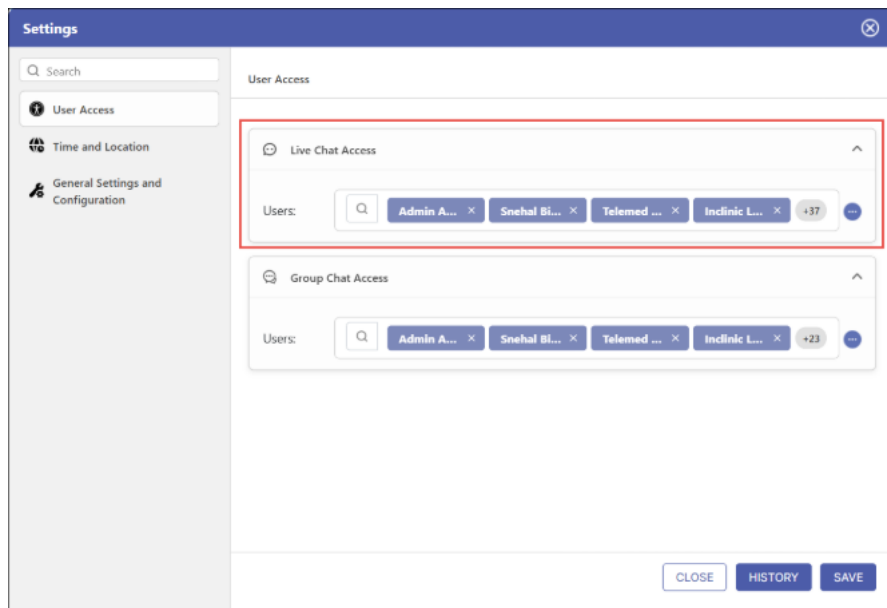 Settings
Search
User Access
Time and Location
General Settings and
Configuration
User Access
Live Chat Access
Users:
Admin A... ×
Snehal Bi... ×
Telemed ... ×
Inclinic L... ×
+37
Group Chat Access
Users:
Admin A... ×
Snehal Bi... ×
Telemed ... ×
Inclinic L... ×
+23
CLOSE
HISTORY
SAVE